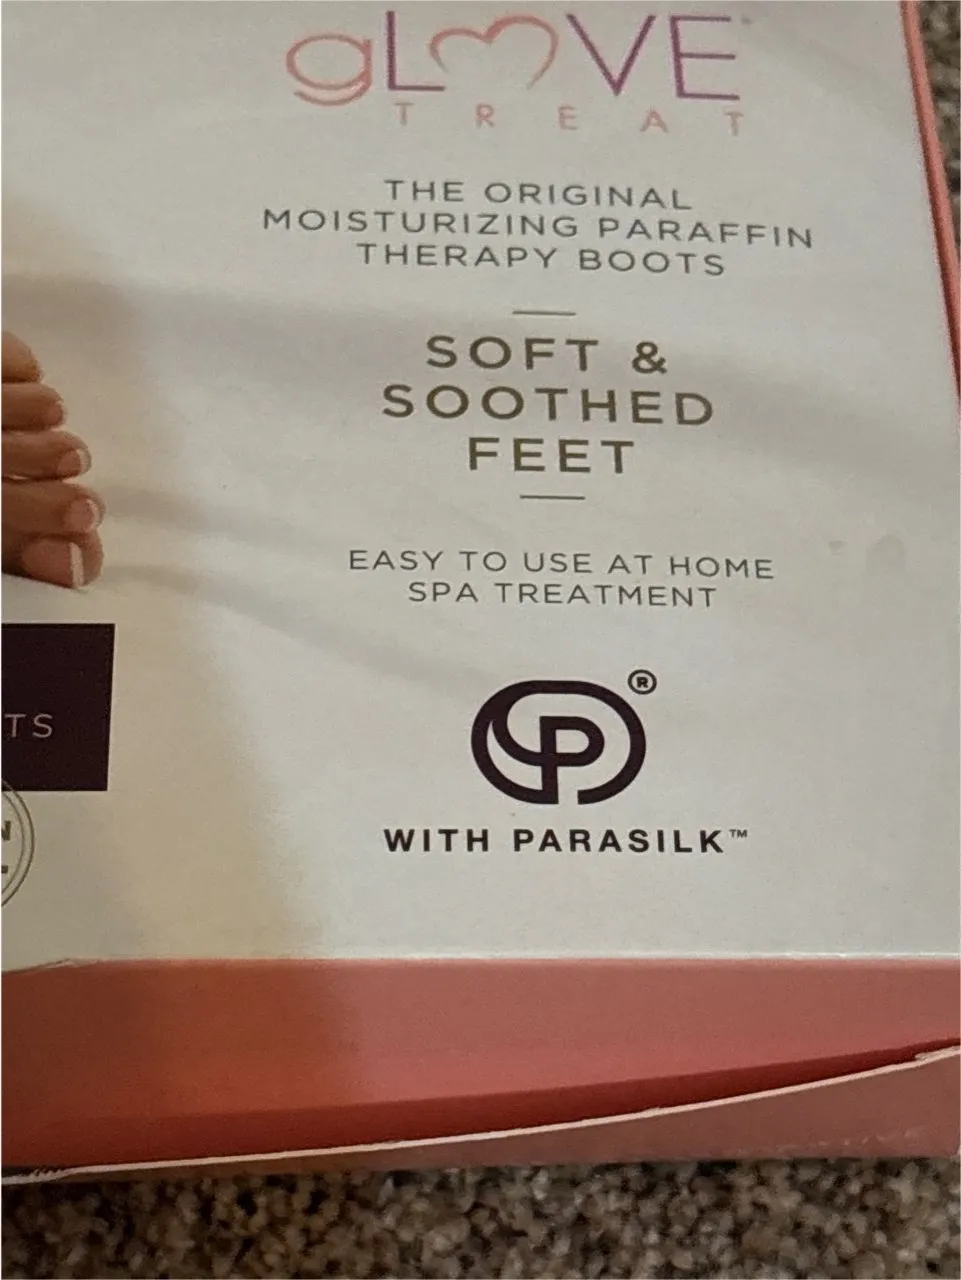 gLOVE
TREAT
THE ORIGINAL
MOISTURIZING PARAFFIN
THERAPY BOOTS
SOFT &
SOOTHED
FEET
EASY TO USE AT HOME
SPA TREATMENT
TS
N
P®
WITH PARASILK™